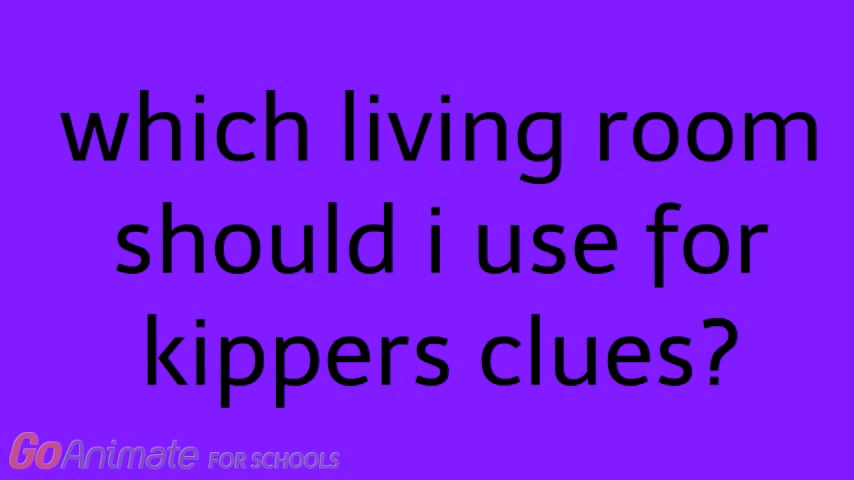 which living room
should i use for
kippers clues?
GoAnimate FOR SCHOOLS